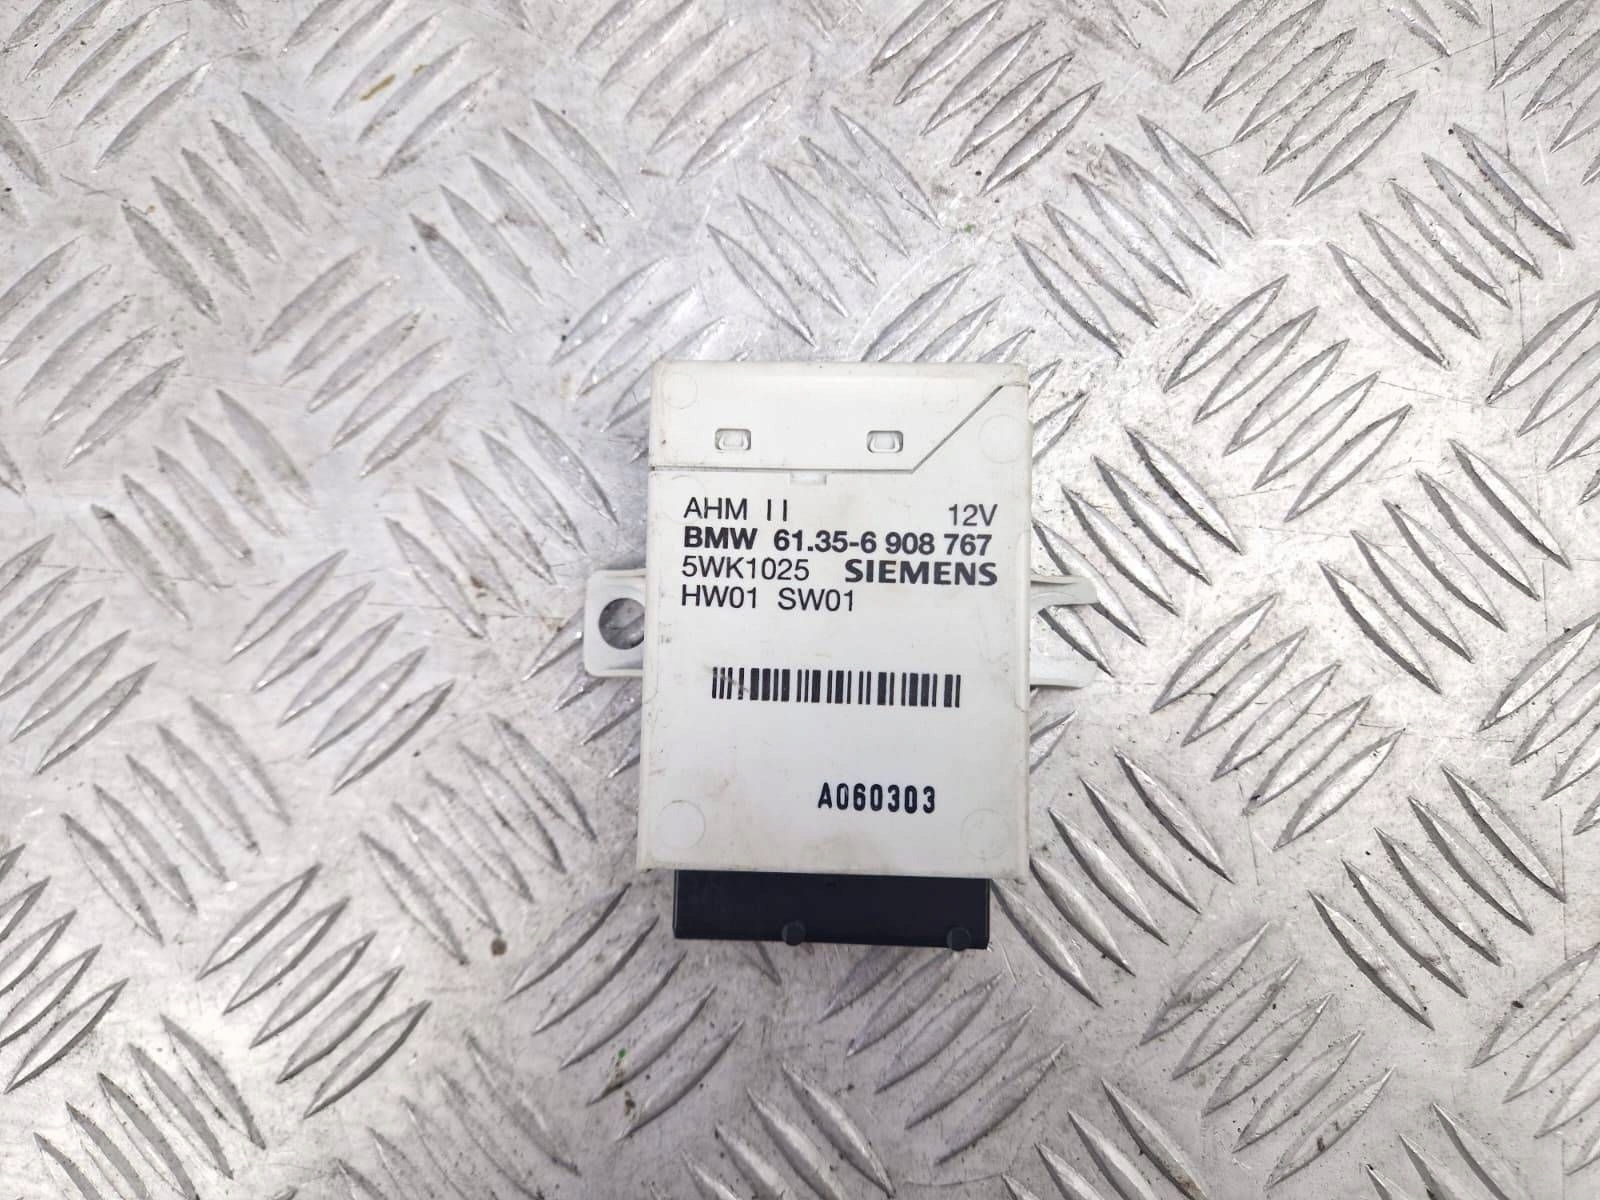 AHM II 12V
BMW 61.35-6 908 767
5WK1025 SIEMENS
HW01 SW01
A060303